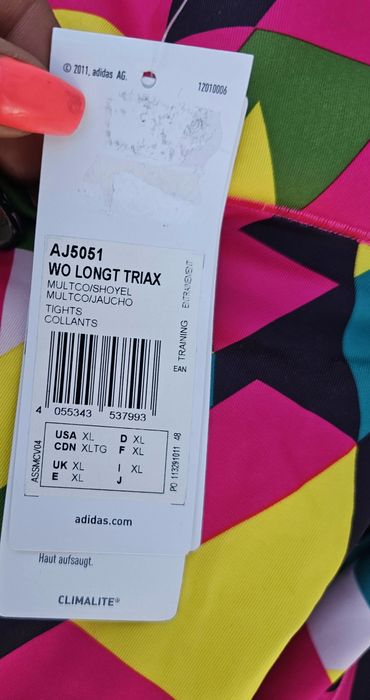 © 2011, adidas AG.
12010006
AJ5051
WO LONGT TRIAX
MULTCO/SHOYEL
MULTCO/JAUCHO
TIGHTS
COLLANTS
TRAINING
ENTRAINEMENT
EAN
4 055343 537993
USA XL D XL
CDN XLTG F XL
UK XL I XL
E XL J
ASSMCV04
PO 113291011 48
adidas.com
Haut aufsaugt.
CLIMALITE®